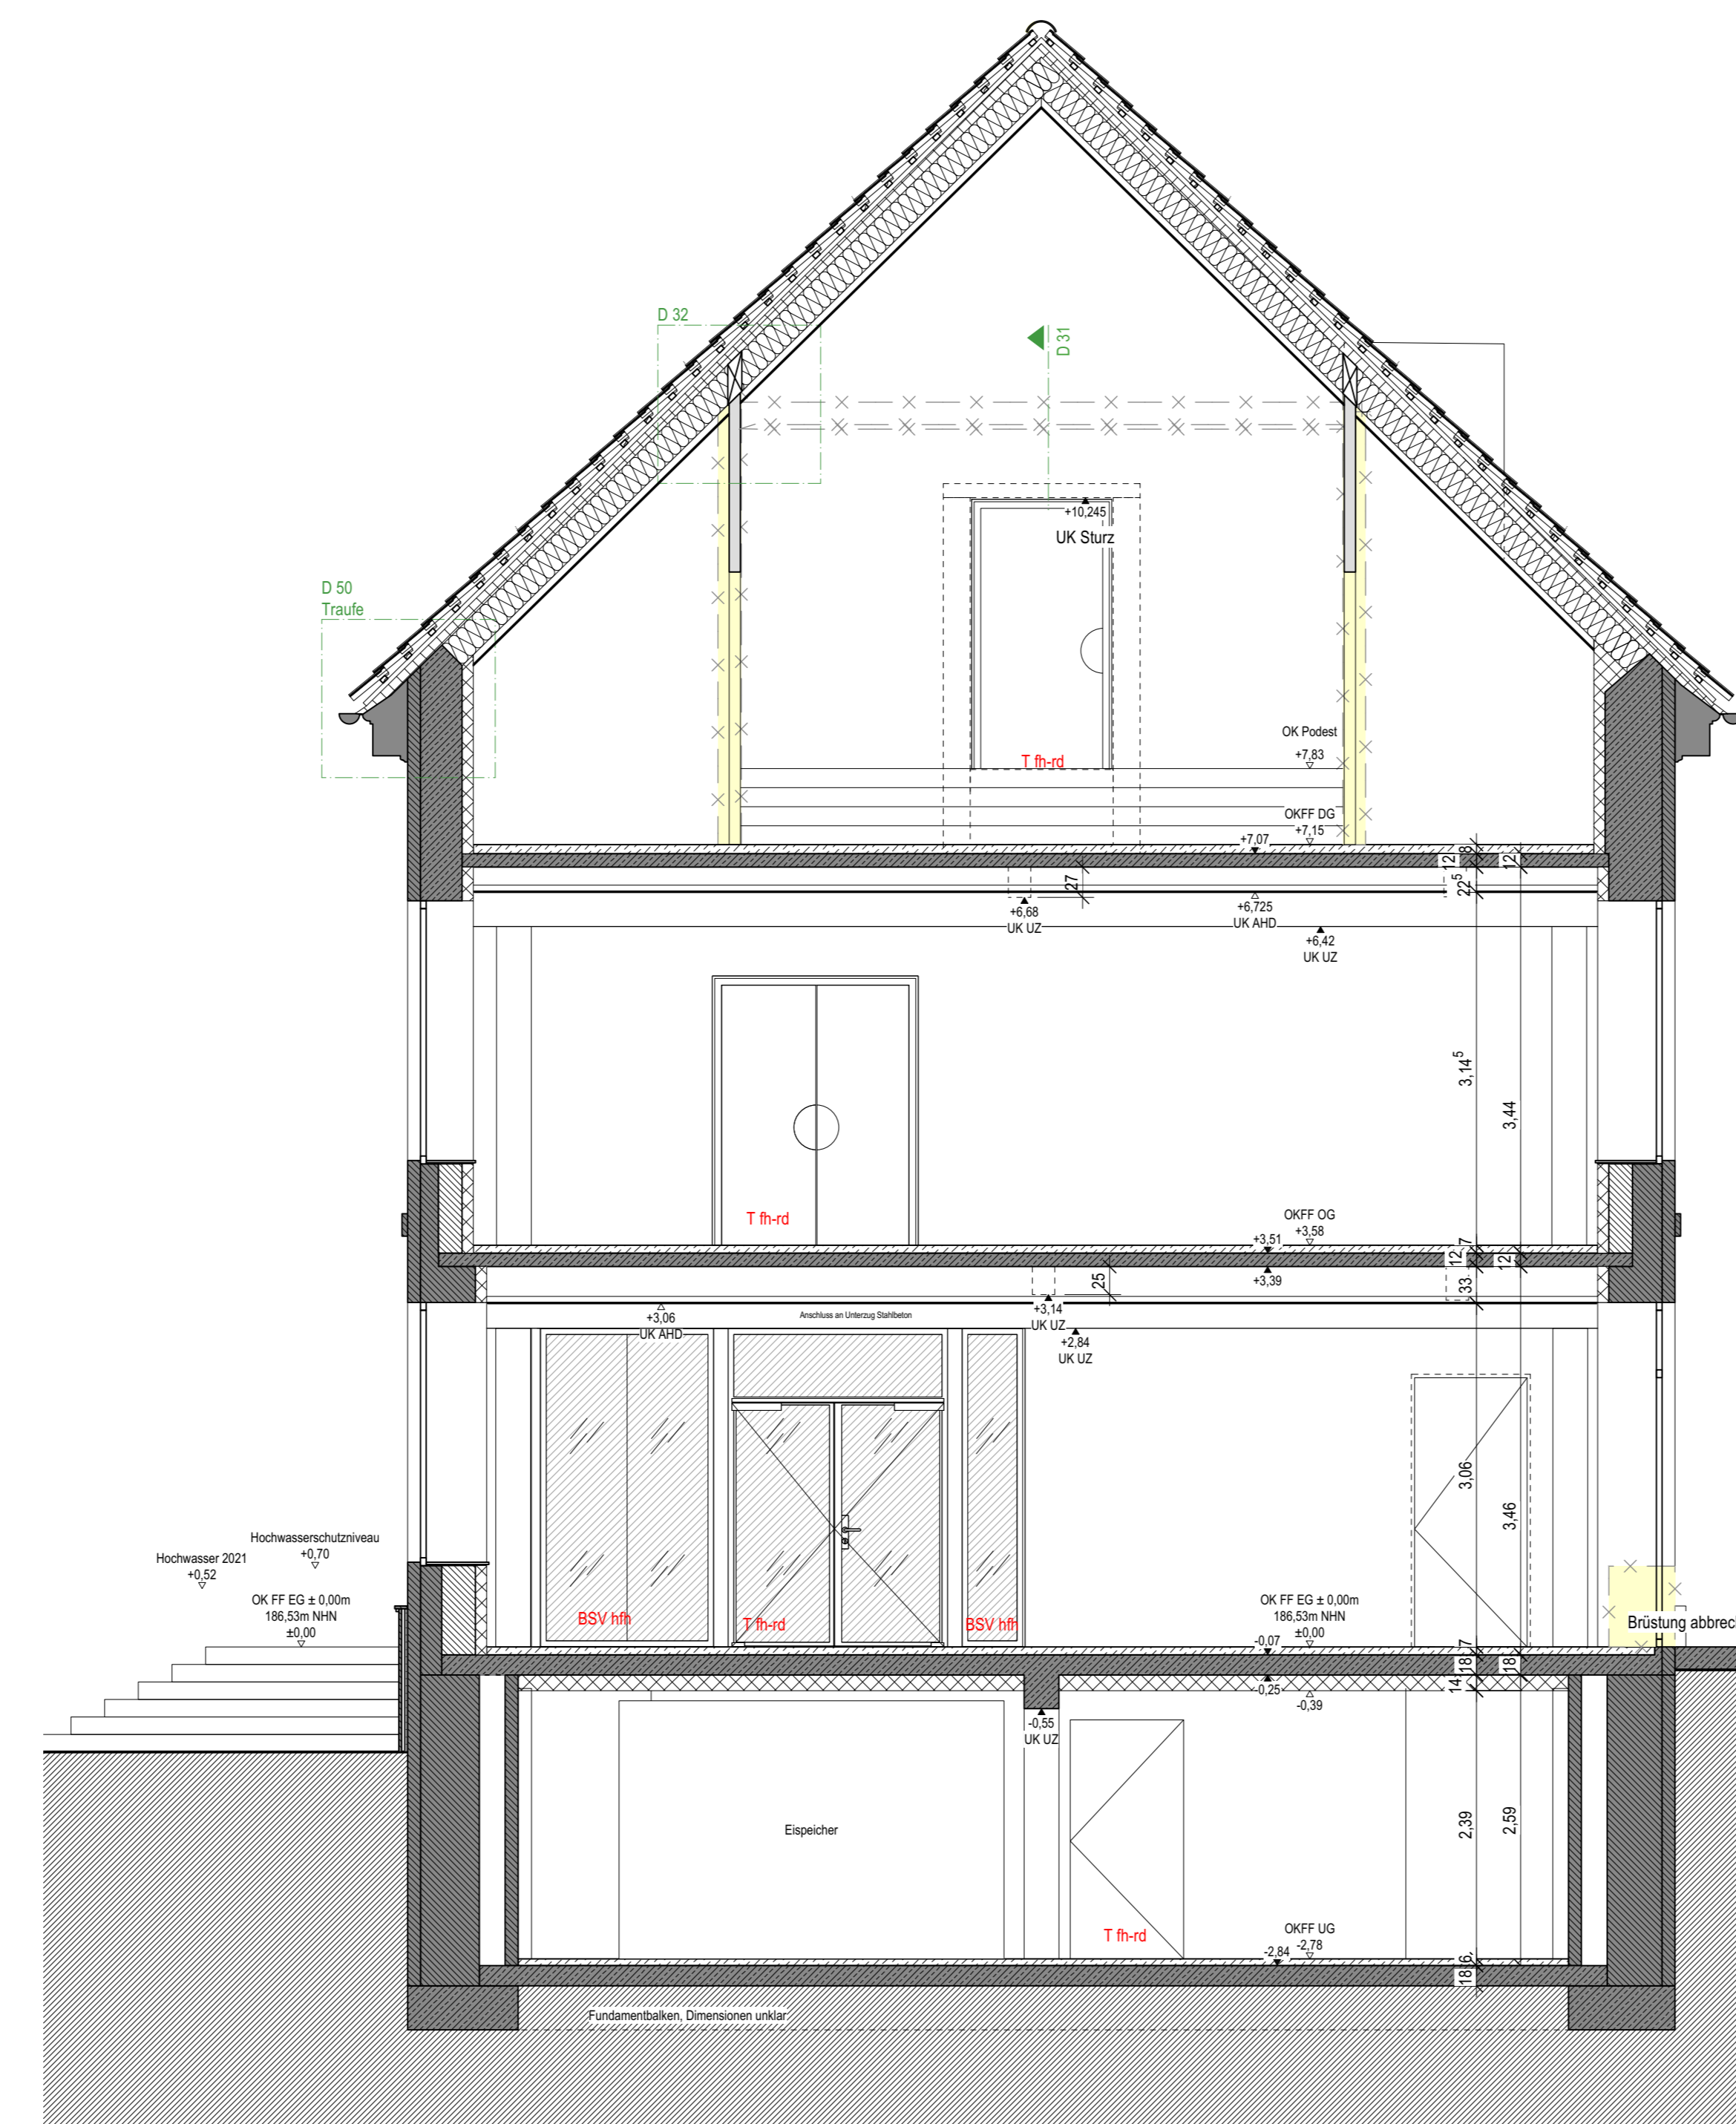 D 32
D 31
+10,245
UK Sturz
D 50
Traufe
OK Podest
+7,83
T fh-rd
OKFF DG
+7,15
+7,07
8
12
12
22⁵
27
+6,68
UK UZ
+6,725
UK AHD
+6,42
UK UZ
3,14⁵
3,44
T fh-rd
OKFF OG
+3,58
+3,51
7
12
12
+3,39
33
25
+3,06
UK AHD
Anschluss an Unterzug Stahlbeton
+3,14
UK UZ
+2,84
UK UZ
3,06
3,46
Hochwasserschutzniveau
+0,70
Hochwasser 2021
+0,52
OK FF EG ± 0,00m
186,53m NHN
±0,00
BSV hfh
T fh-rd
BSV hfh
OK FF EG ± 0,00m
186,53m NHN
±0,00
Brüstung abbrec
-0,07
7
18
18
14
-0,25
-0,39
-0,55
UK UZ
Eispeicher
2,39
2,59
T fh-rd
OKFF UG
-2,78
-2,84
6
18
Fundamentbalken, Dimensionen unklar